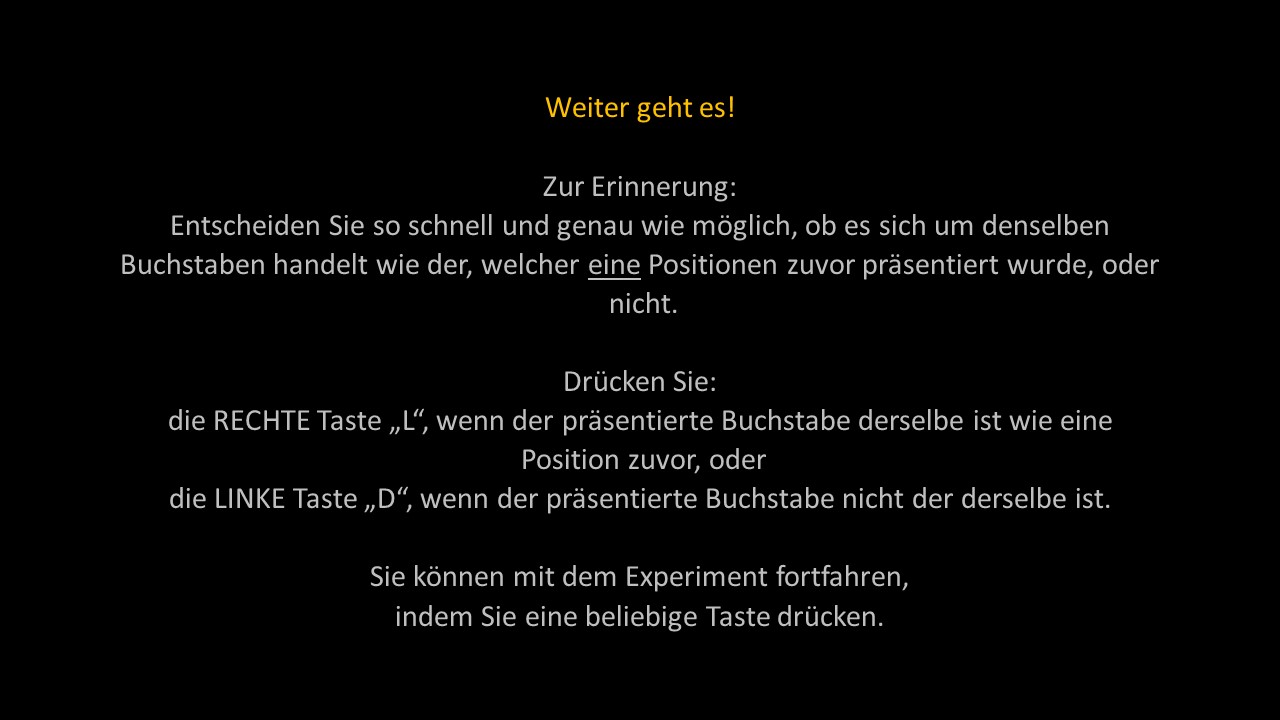 Weiter geht es!
Zur Erinnerung:
Entscheiden Sie so schnell und genau wie möglich, ob es sich um denselben
Buchstaben handelt wie der, welcher eine Positionen zuvor präsentiert wurde, oder
nicht.
Drücken Sie:
die RECHTE Taste „L“, wenn der präsentierte Buchstabe derselbe ist wie eine
Position zuvor, oder
die LINKE Taste „D“, wenn der präsentierte Buchstabe nicht der derselbe ist.
Sie können mit dem Experiment fortfahren,
indem Sie eine beliebige Taste drücken.